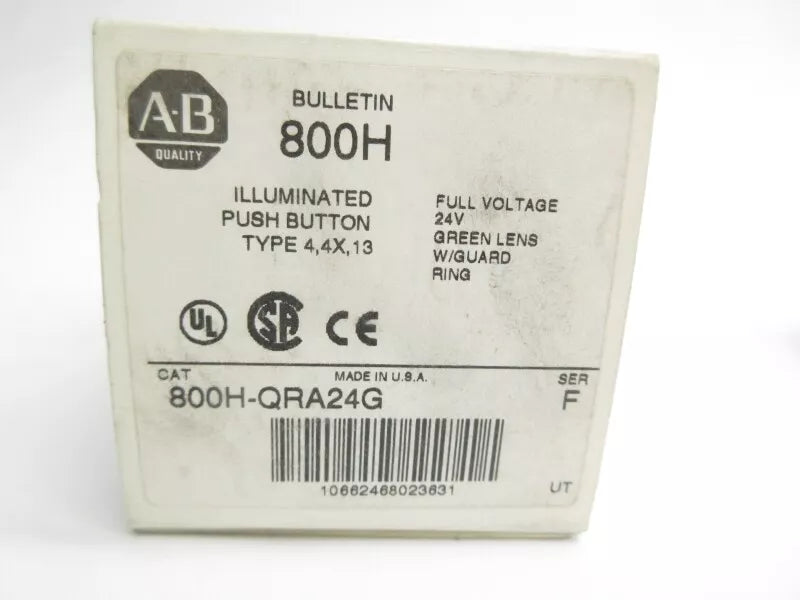 A-B
QUALITY
BULLETIN
800H
ILLUMINATED
PUSH BUTTON
TYPE 4,4X,13
FULL VOLTAGE
24V
GREEN LENS
W/GUARD
RING
UL
SA
CE
CAT
MADE IN U.S.A.
SER
800H-QRA24G
F
10662468023631
UT